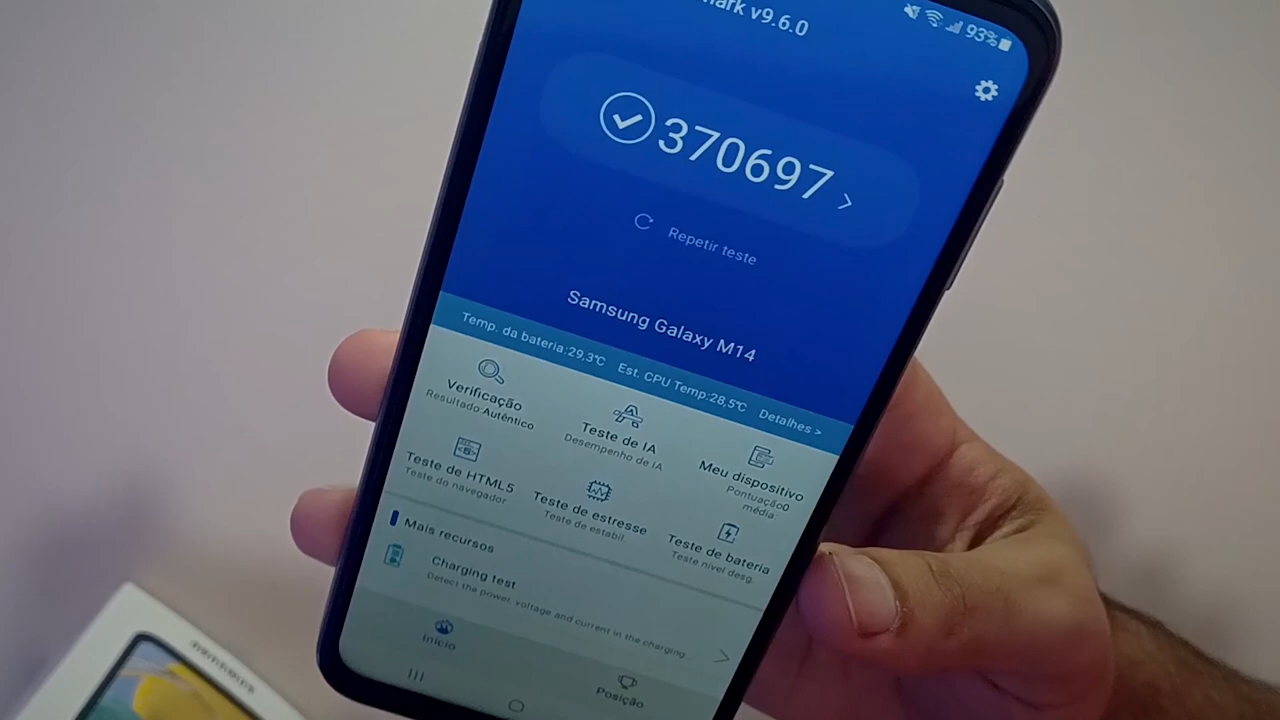 mark v9.6.0
93%
370697
Repetir teste
Samsung Galaxy M14
Temp. da bateria:29,3℃ Est. CPU Temp:28,5℃ Detalhes >
Verificação
Resultado Autêntico
Teste de IA
Desempenho de IA
Meu dispositivo
Pontuação0
média
Teste de HTML5
Teste do navegador
Teste de estresse
Teste de estabil.
Teste de bateria
Teste nível desg.
Mais recursos
Charging test
Detect the power, voltage and current in the charging...
Início
Posição